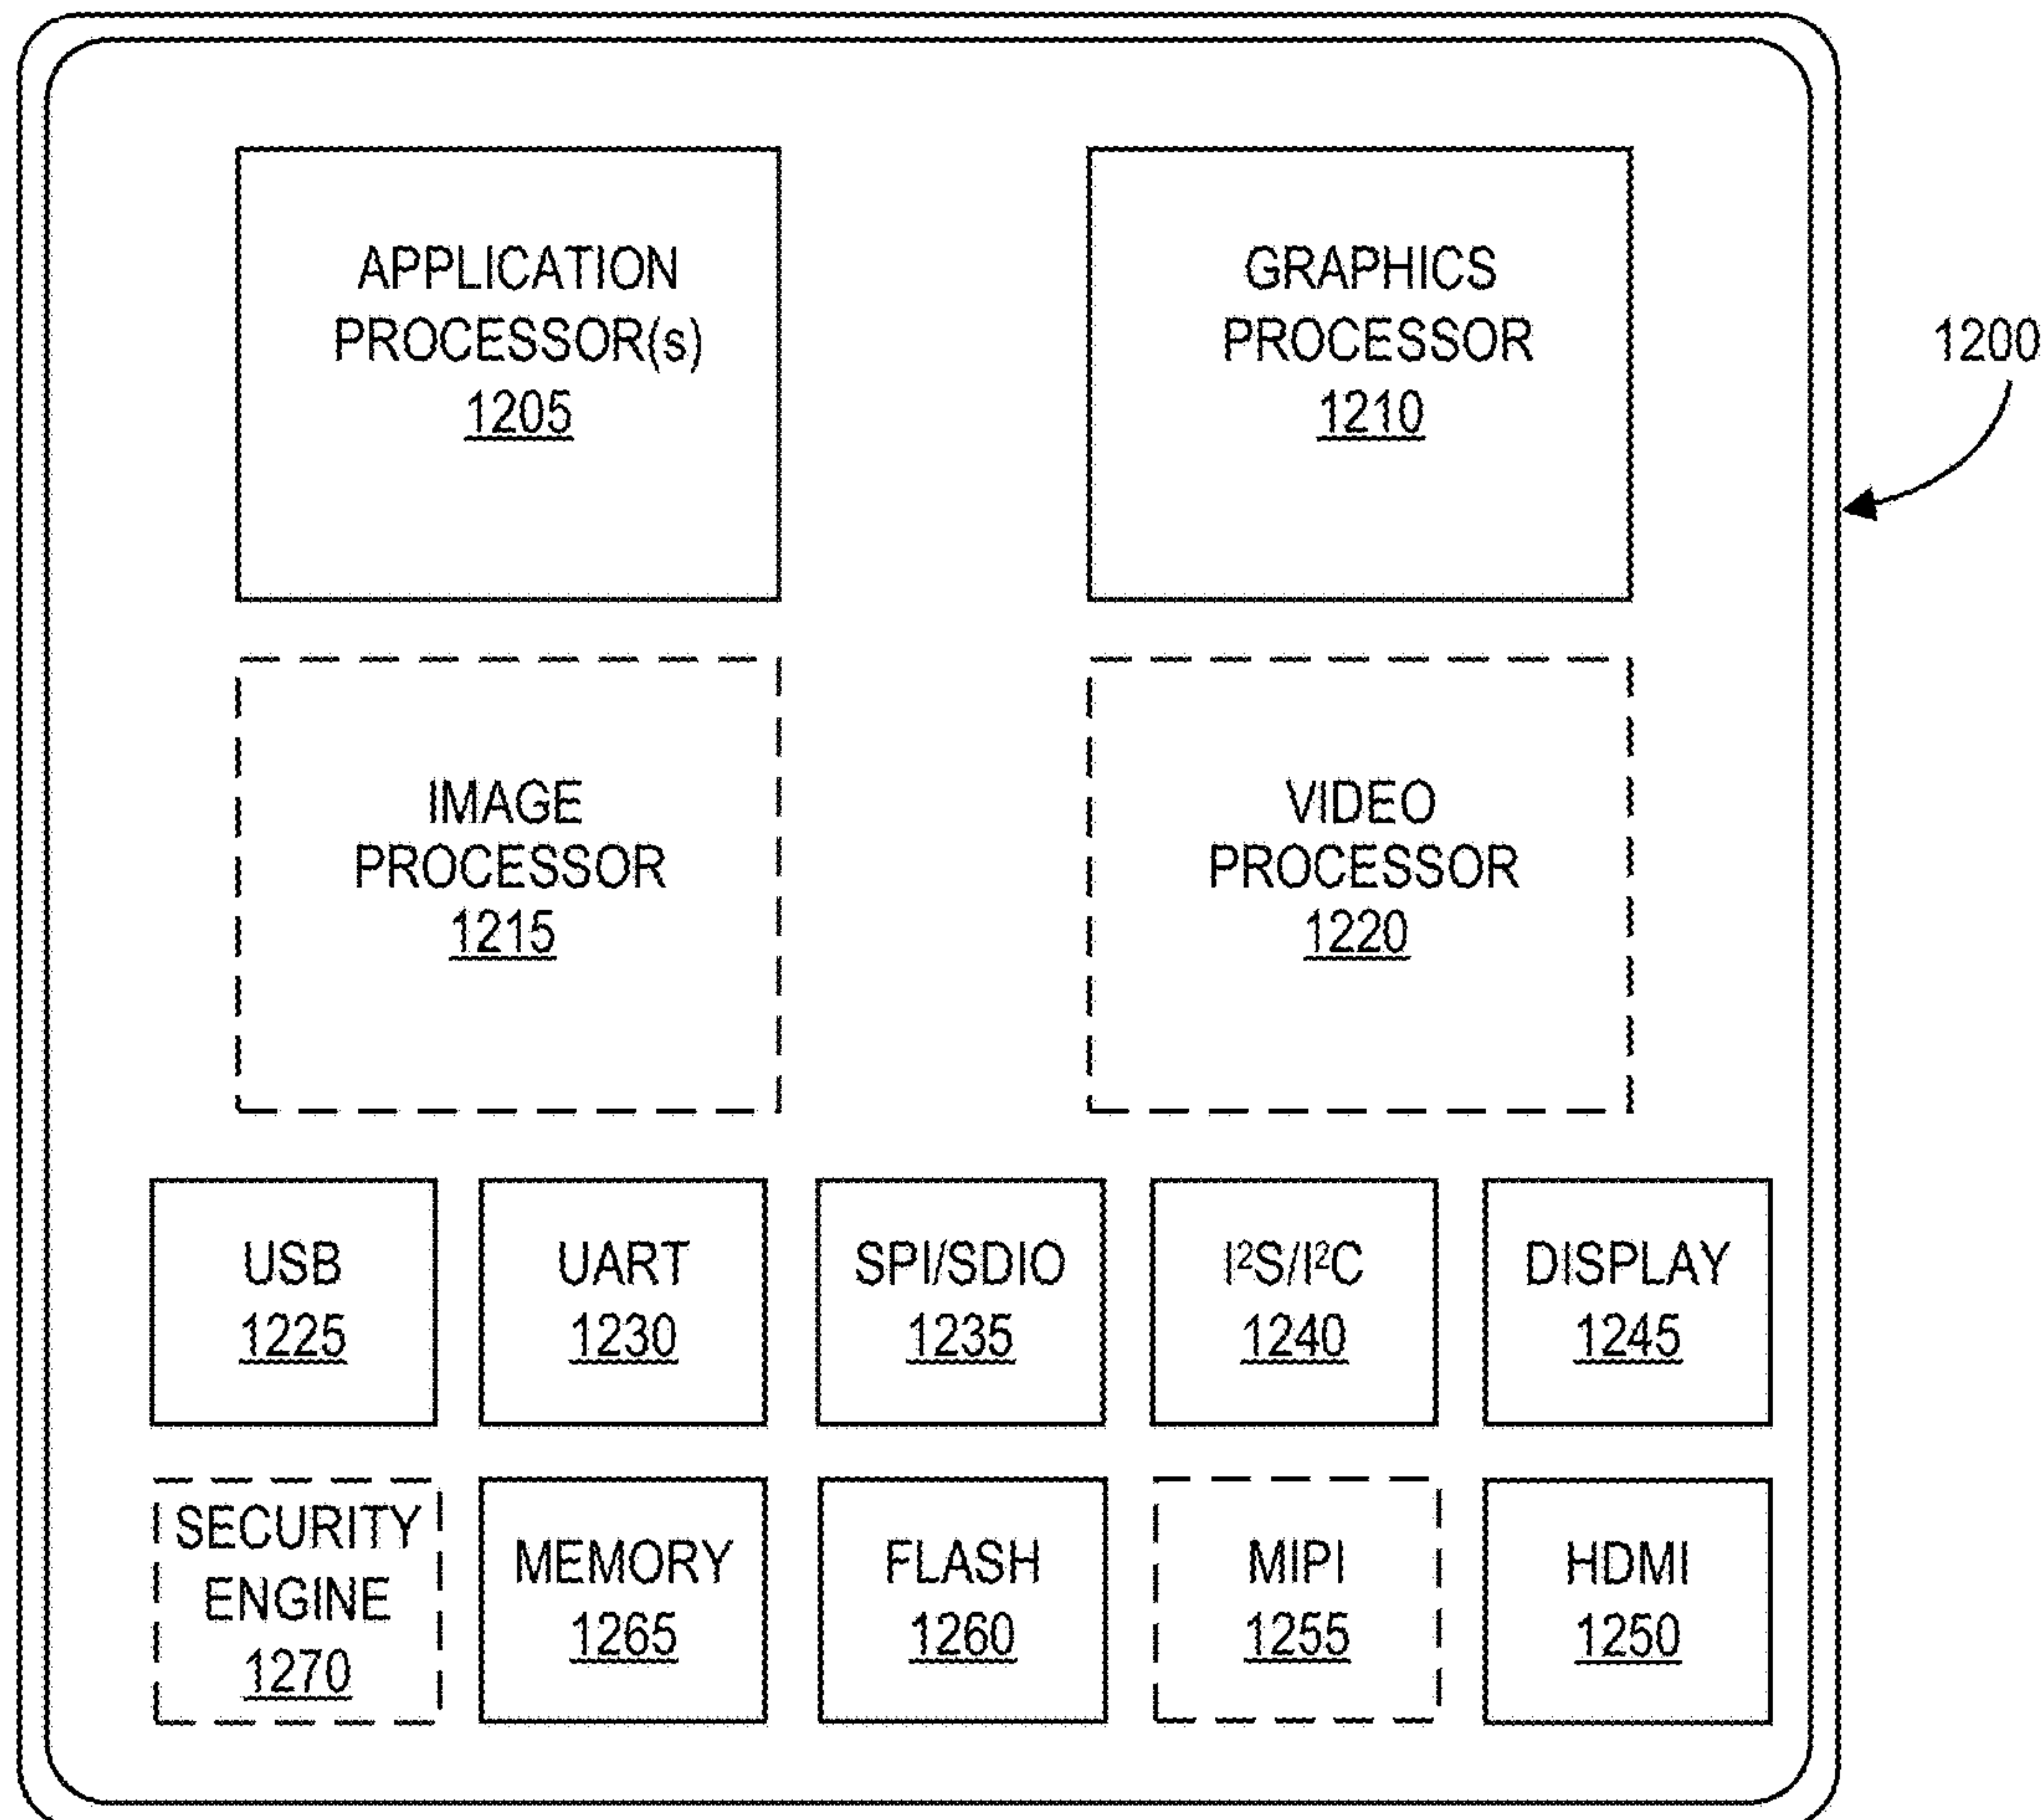 APPLICATION
PROCESSOR(s)
1205
GRAPHICS
PROCESSOR
1210
1200
IMAGE
PROCESSOR
1215
VIDEO
PROCESSOR
1220
USB
1225
UART
1230
SPI/SDIO
1235
I²S/I²C
1240
DISPLAY
1245
SECURITY
ENGINE
1270
MEMORY
1265
FLASH
1260
MIPI
1255
HDMI
1250